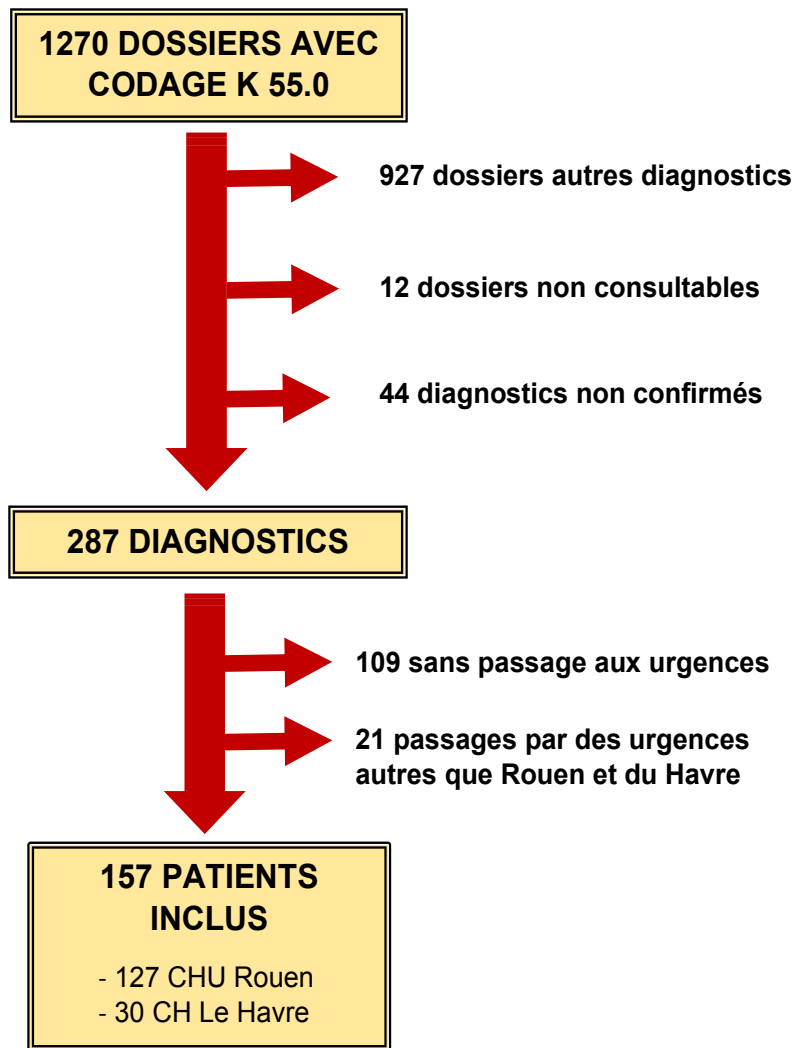 1270 DOSSIERS AVEC
CODAGE K 55.0
927 dossiers autres diagnostics
12 dossiers non consultables
44 diagnostics non confirmés
287 DIAGNOSTICS
109 sans passage aux urgences
21 passages par des urgences
autres que Rouen et du Havre
157 PATIENTS
INCLUS
- 127 CHU Rouen
- 30 CH Le Havre